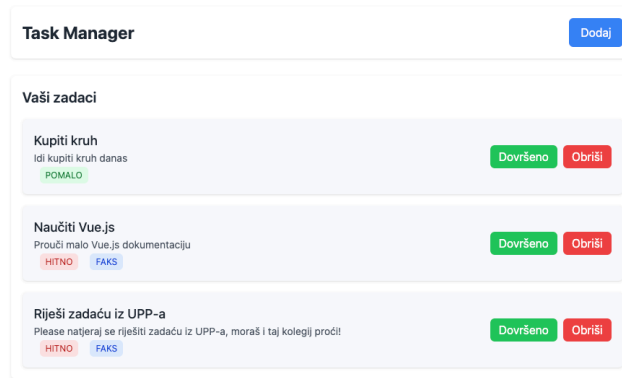 Task Manager
Dodaj
Vaši zadaci
Kupiti kruh
Idi kupiti kruh danas
POMALO
Dovršeno
Obriši
Naučiti Vue.js
Prouči malo Vue.js dokumentaciju
HITNO FAKS
Dovršeno
Obriši
Riješi zadaću iz UPP-a
Please natjeraj se riješiti zadaću iz UPP-a, moraš i taj kolegij proći!
HITNO FAKS
Dovršeno
Obriši